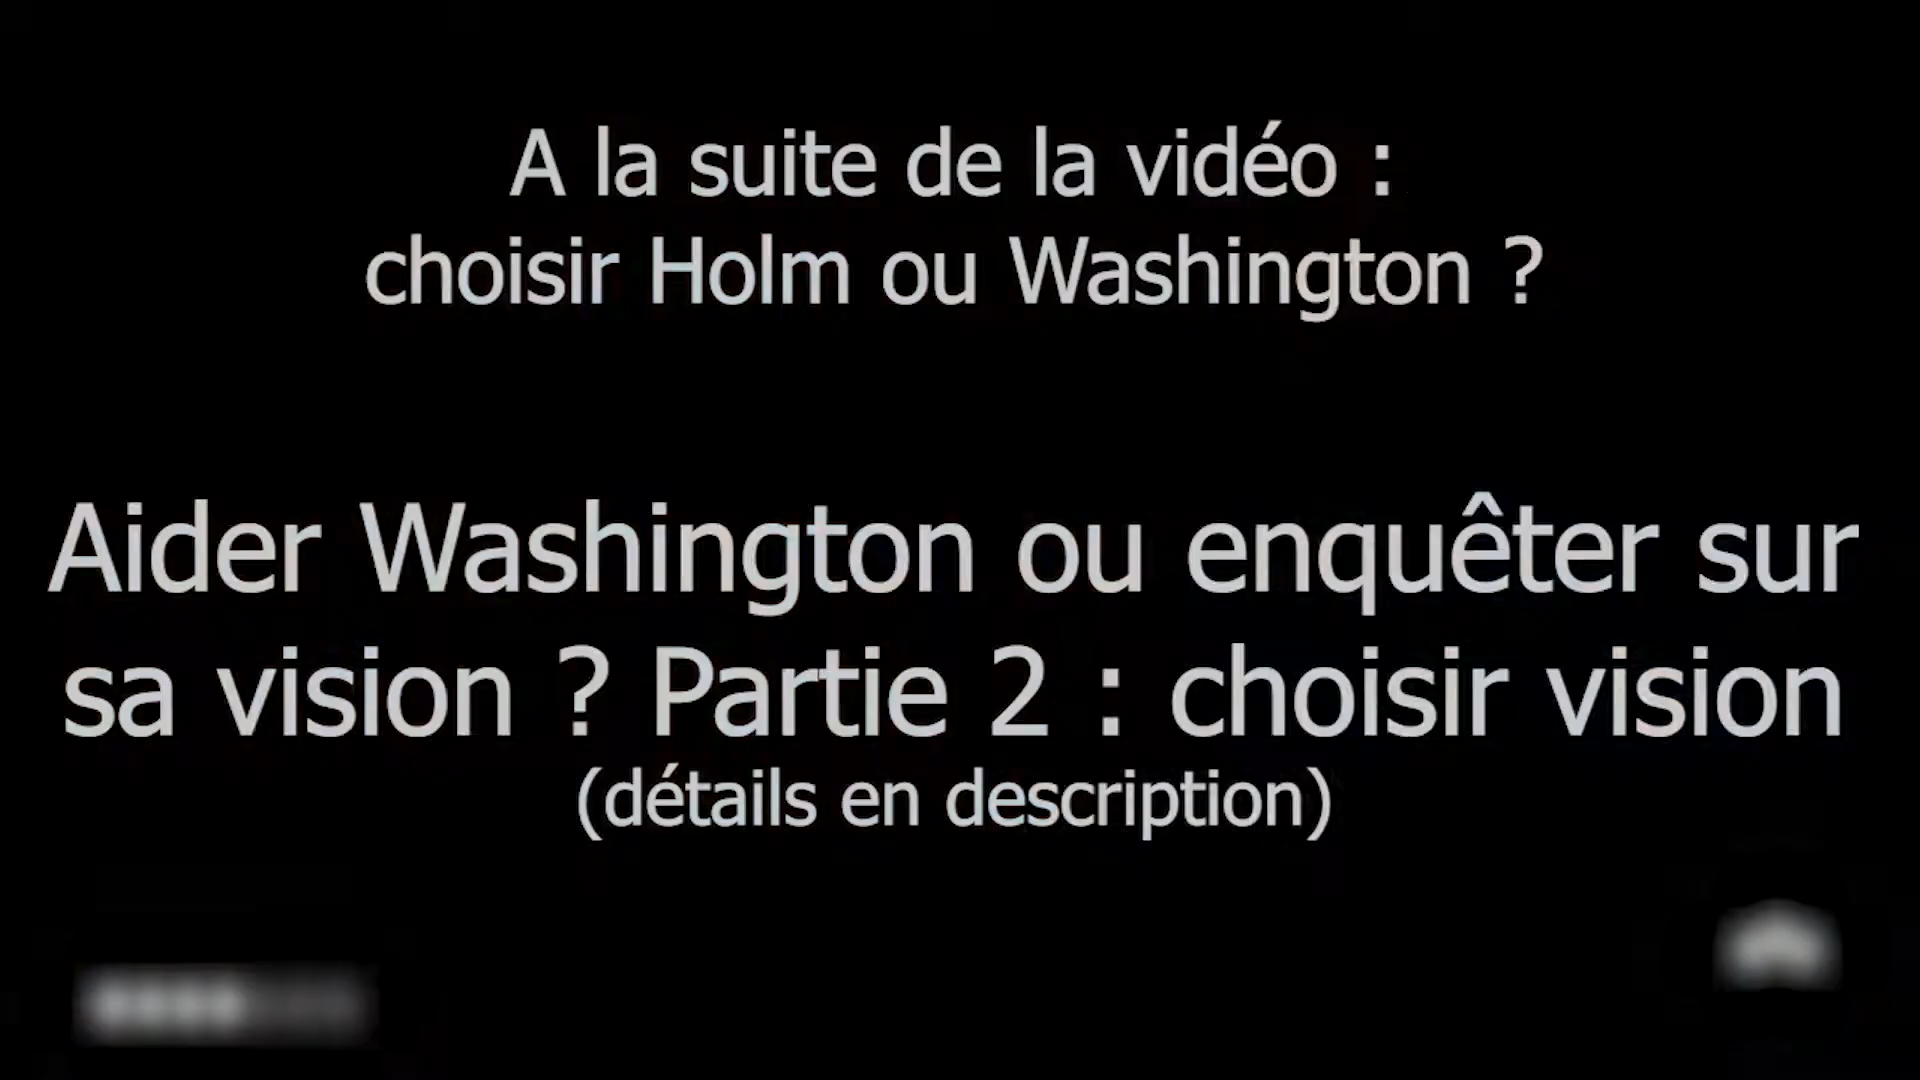 A la suite de la vidéo :
choisir Holm ou Washington ?
Aider Washington ou enquêter sur
sa vision ? Partie 2 : choisir vision
(détails en description)